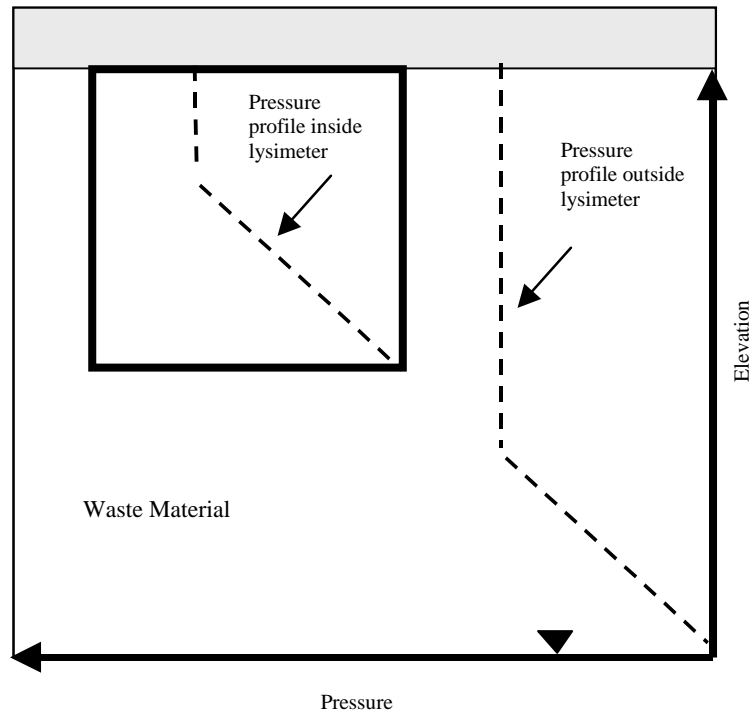 Pressure
profile inside
lysimeter
Pressure
profile outside
lysimeter
Elevation
Waste Material
Pressure